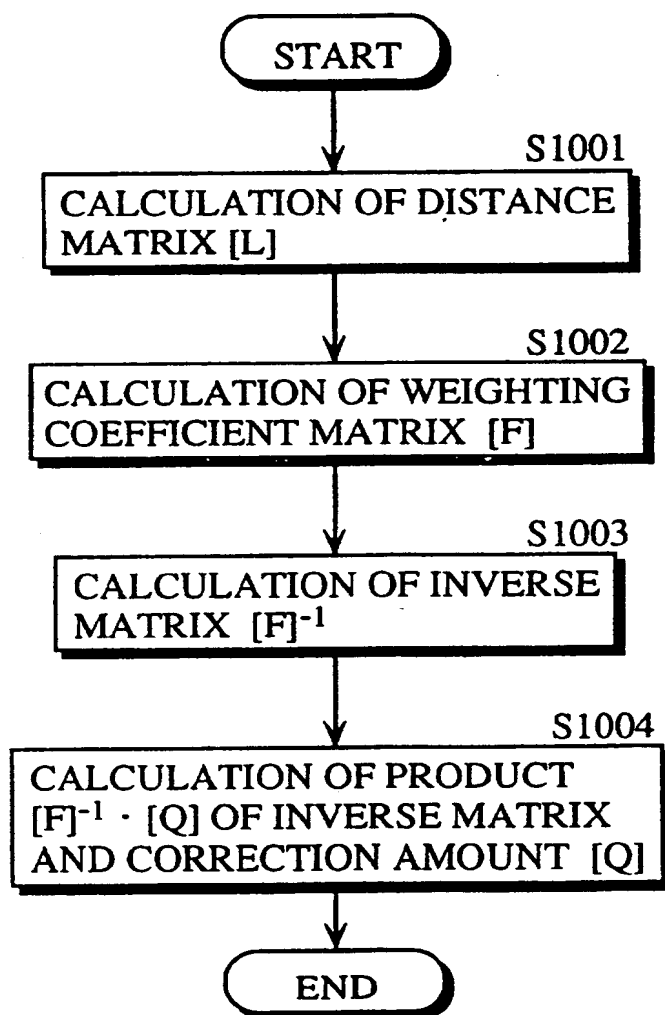 START
S1001
CALCULATION OF DISTANCE
MATRIX [L]
S1002
CALCULATION OF WEIGHTING
COEFFICIENT MATRIX [F]
S1003
CALCULATION OF INVERSE
MATRIX [F]⁻¹
S1004
CALCULATION OF PRODUCT
[F]⁻¹ · [Q] OF INVERSE MATRIX
AND CORRECTION AMOUNT [Q]
END